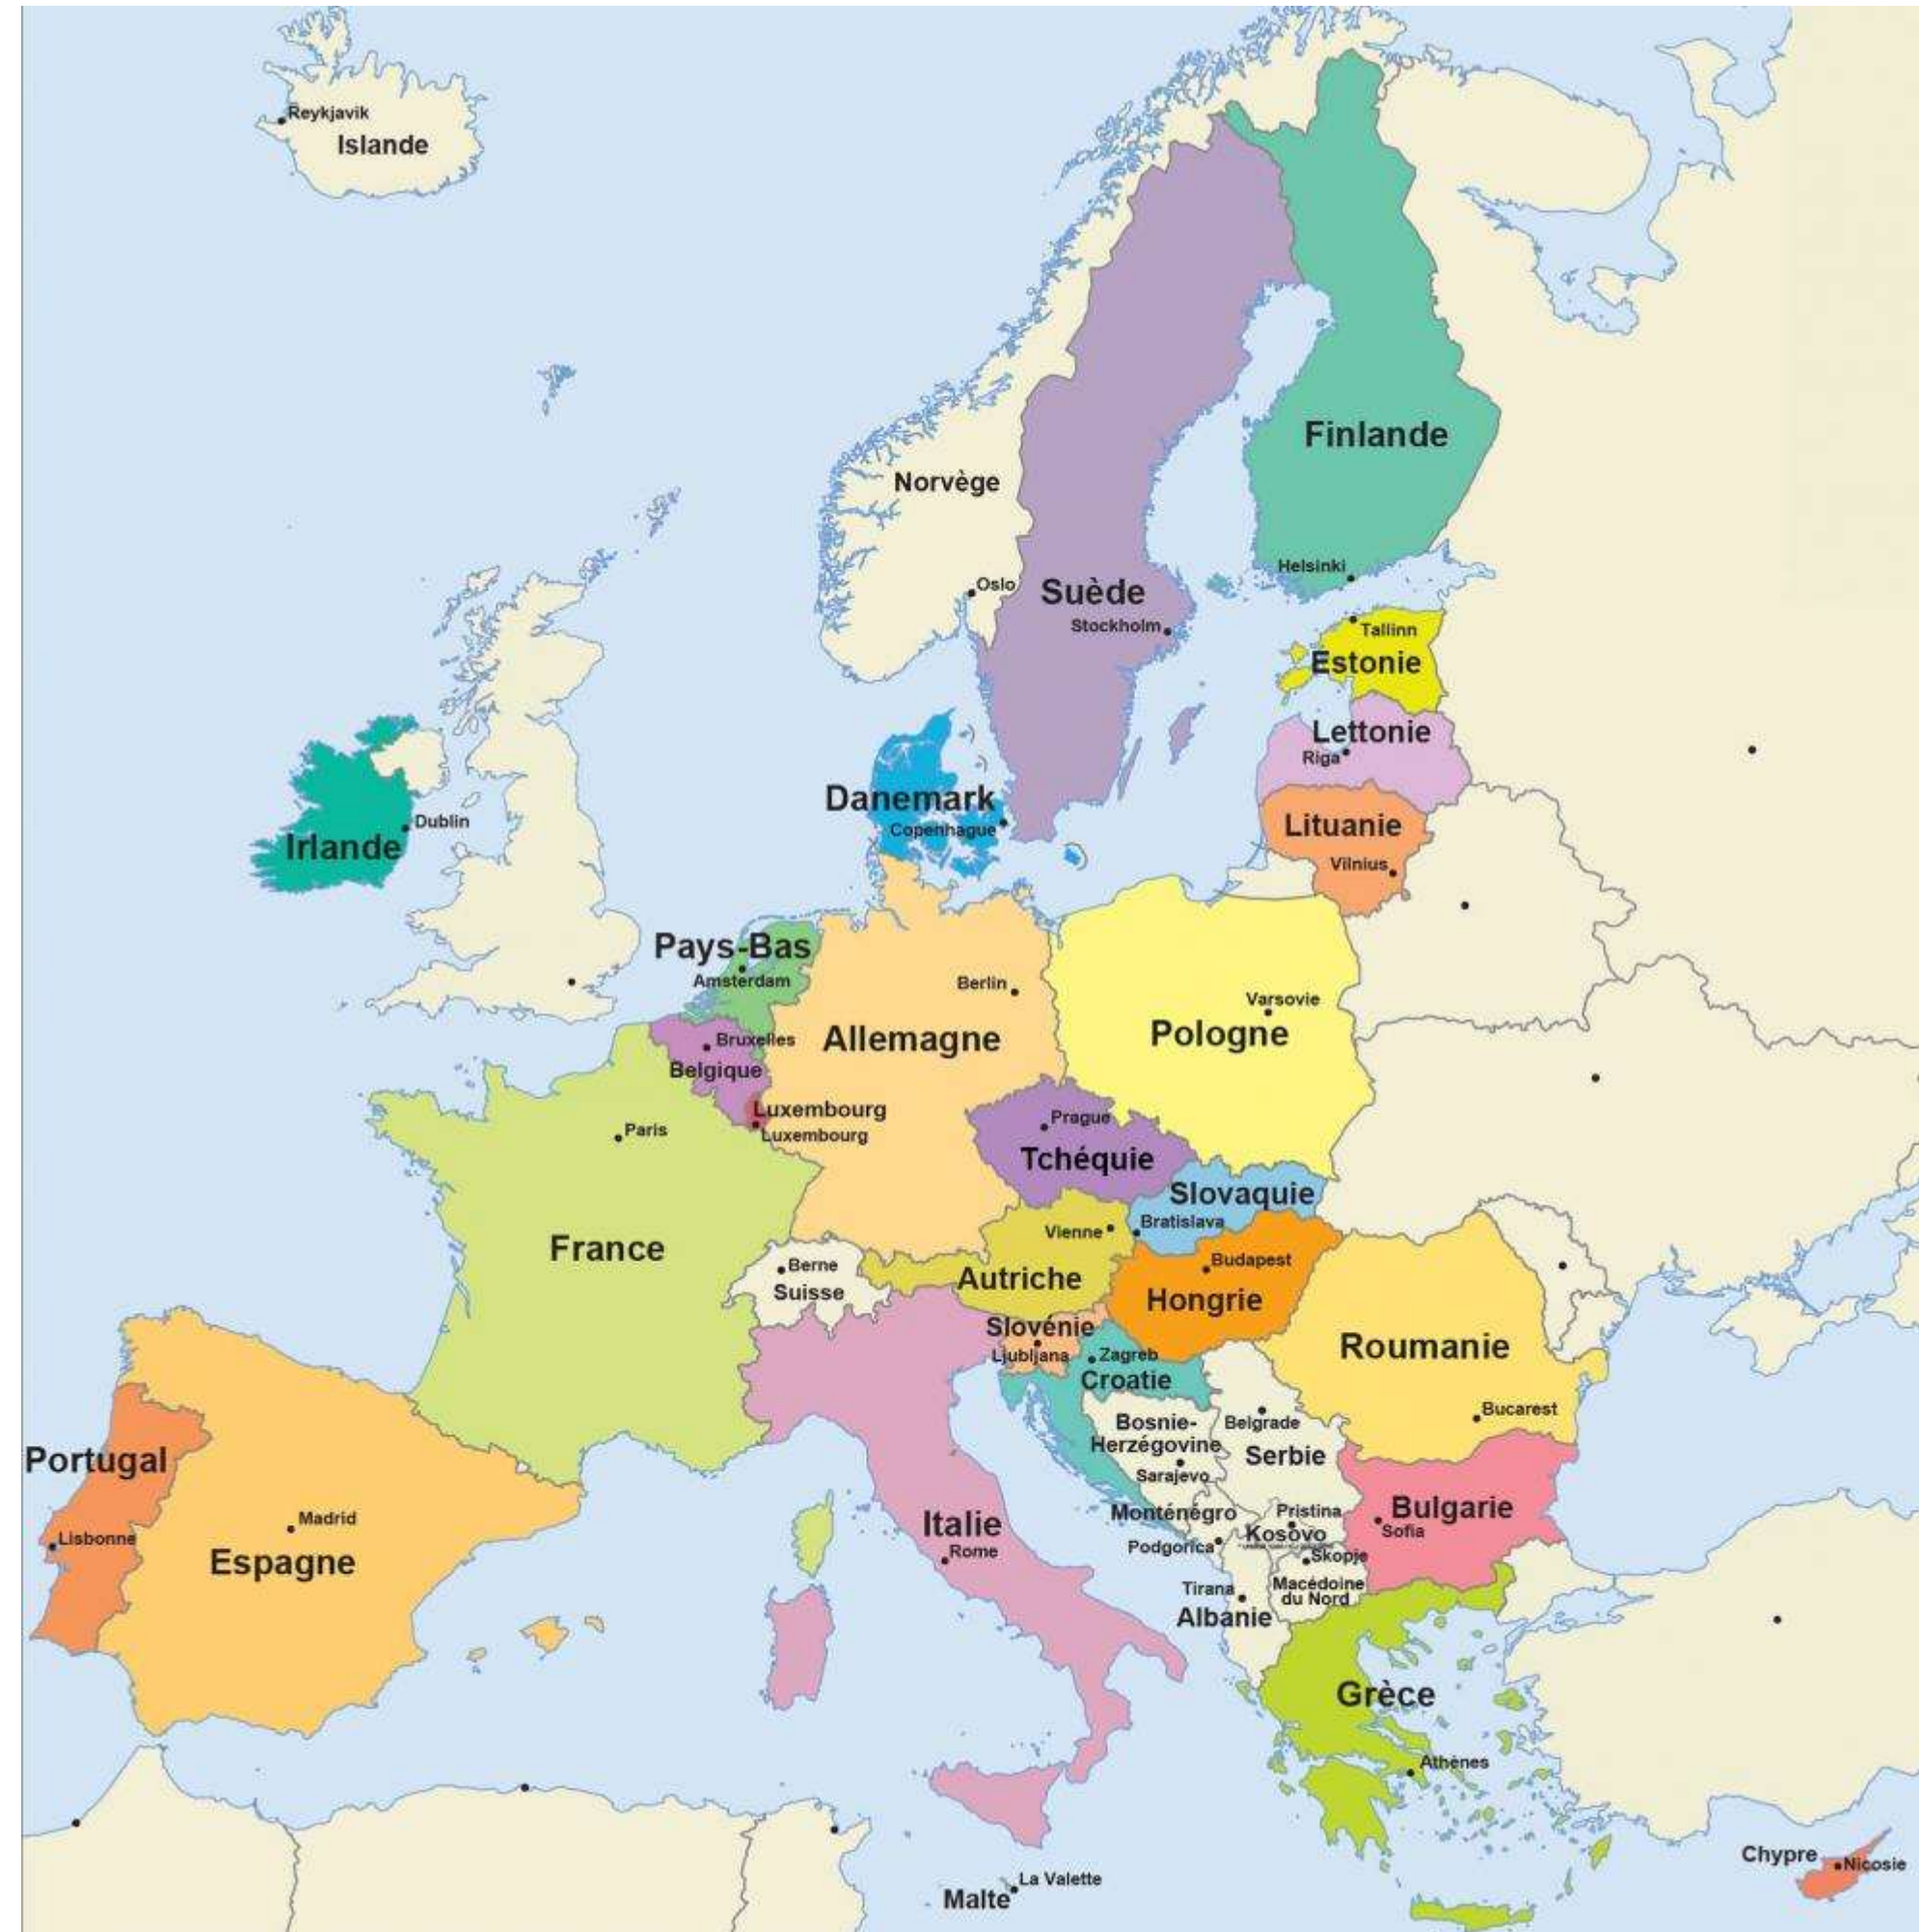 Reykjavik
Islande
Finlande
Norvège
Helsinki
Oslo
Suède
Stockholm
Tallinn
Estonie
Lettonie
Riga
Danemark
Copenhague
Dublin
Irlande
Lituanie
Vilnius
Pays-Bas
Amsterdam
Berlin
Varsovie
Pologne
Bruxelles
Allemagne
Belgique
Luxembourg
Luxembourg
Paris
Prague
Tchéquie
Slovaquie
Bratislava
Vienne
France
Berne
Suisse
Autriche
Budapest
Hongrie
Slovénie
Ljubljana
Zagreb
Croatie
Roumanie
Bucarest
Bosnie-
Herzégovine
Sarajevo
Belgrade
Serbie
Portugal
Lisbonne
Madrid
Espagne
Italie
Rome
Monténégro
Podgorica
Pristina
Kosovo
Bulgarie
Sofia
Skopje
Macédoine
du Nord
Tirana
Albanie
Grèce
Athènes
La Valette
Malte
Chypre
Nicosie